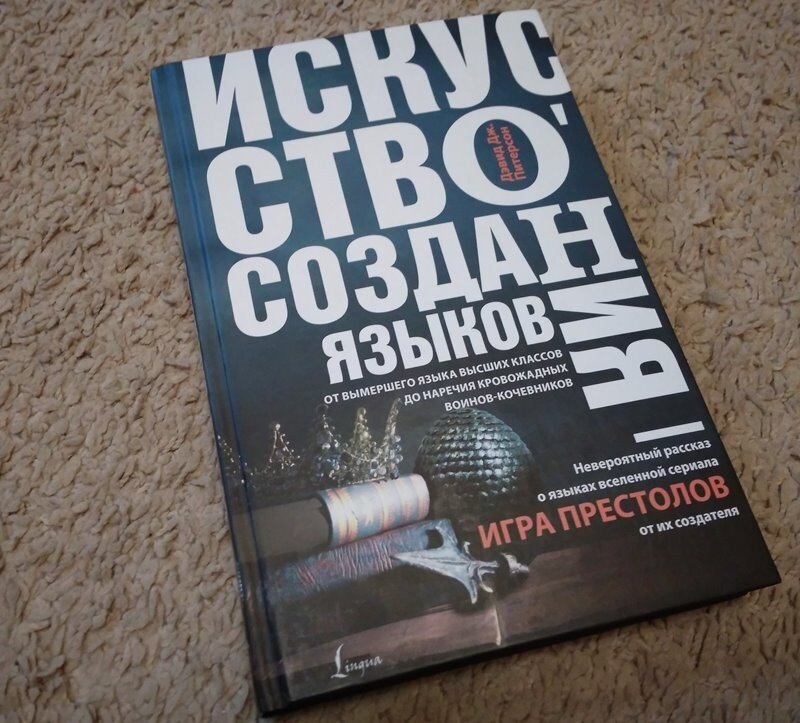 ИСКУС
СТВО
Дэвид Дж.
Питерсон
СОЗДАН
ИЯ
ЯЗЫКОВ
ОТ ВЫМЕРШЕГО ЯЗЫКА ВЫСШИХ КЛАССОВ
ДО НАРЕЧИЯ КРОВОЖАДНЫХ
ВОИНОВ-КОЧЕВНИКОВ
Невероятный рассказ
о языках вселенной сериала
ИГРА ПРЕСТОЛОВ
от их создателя
Lingua